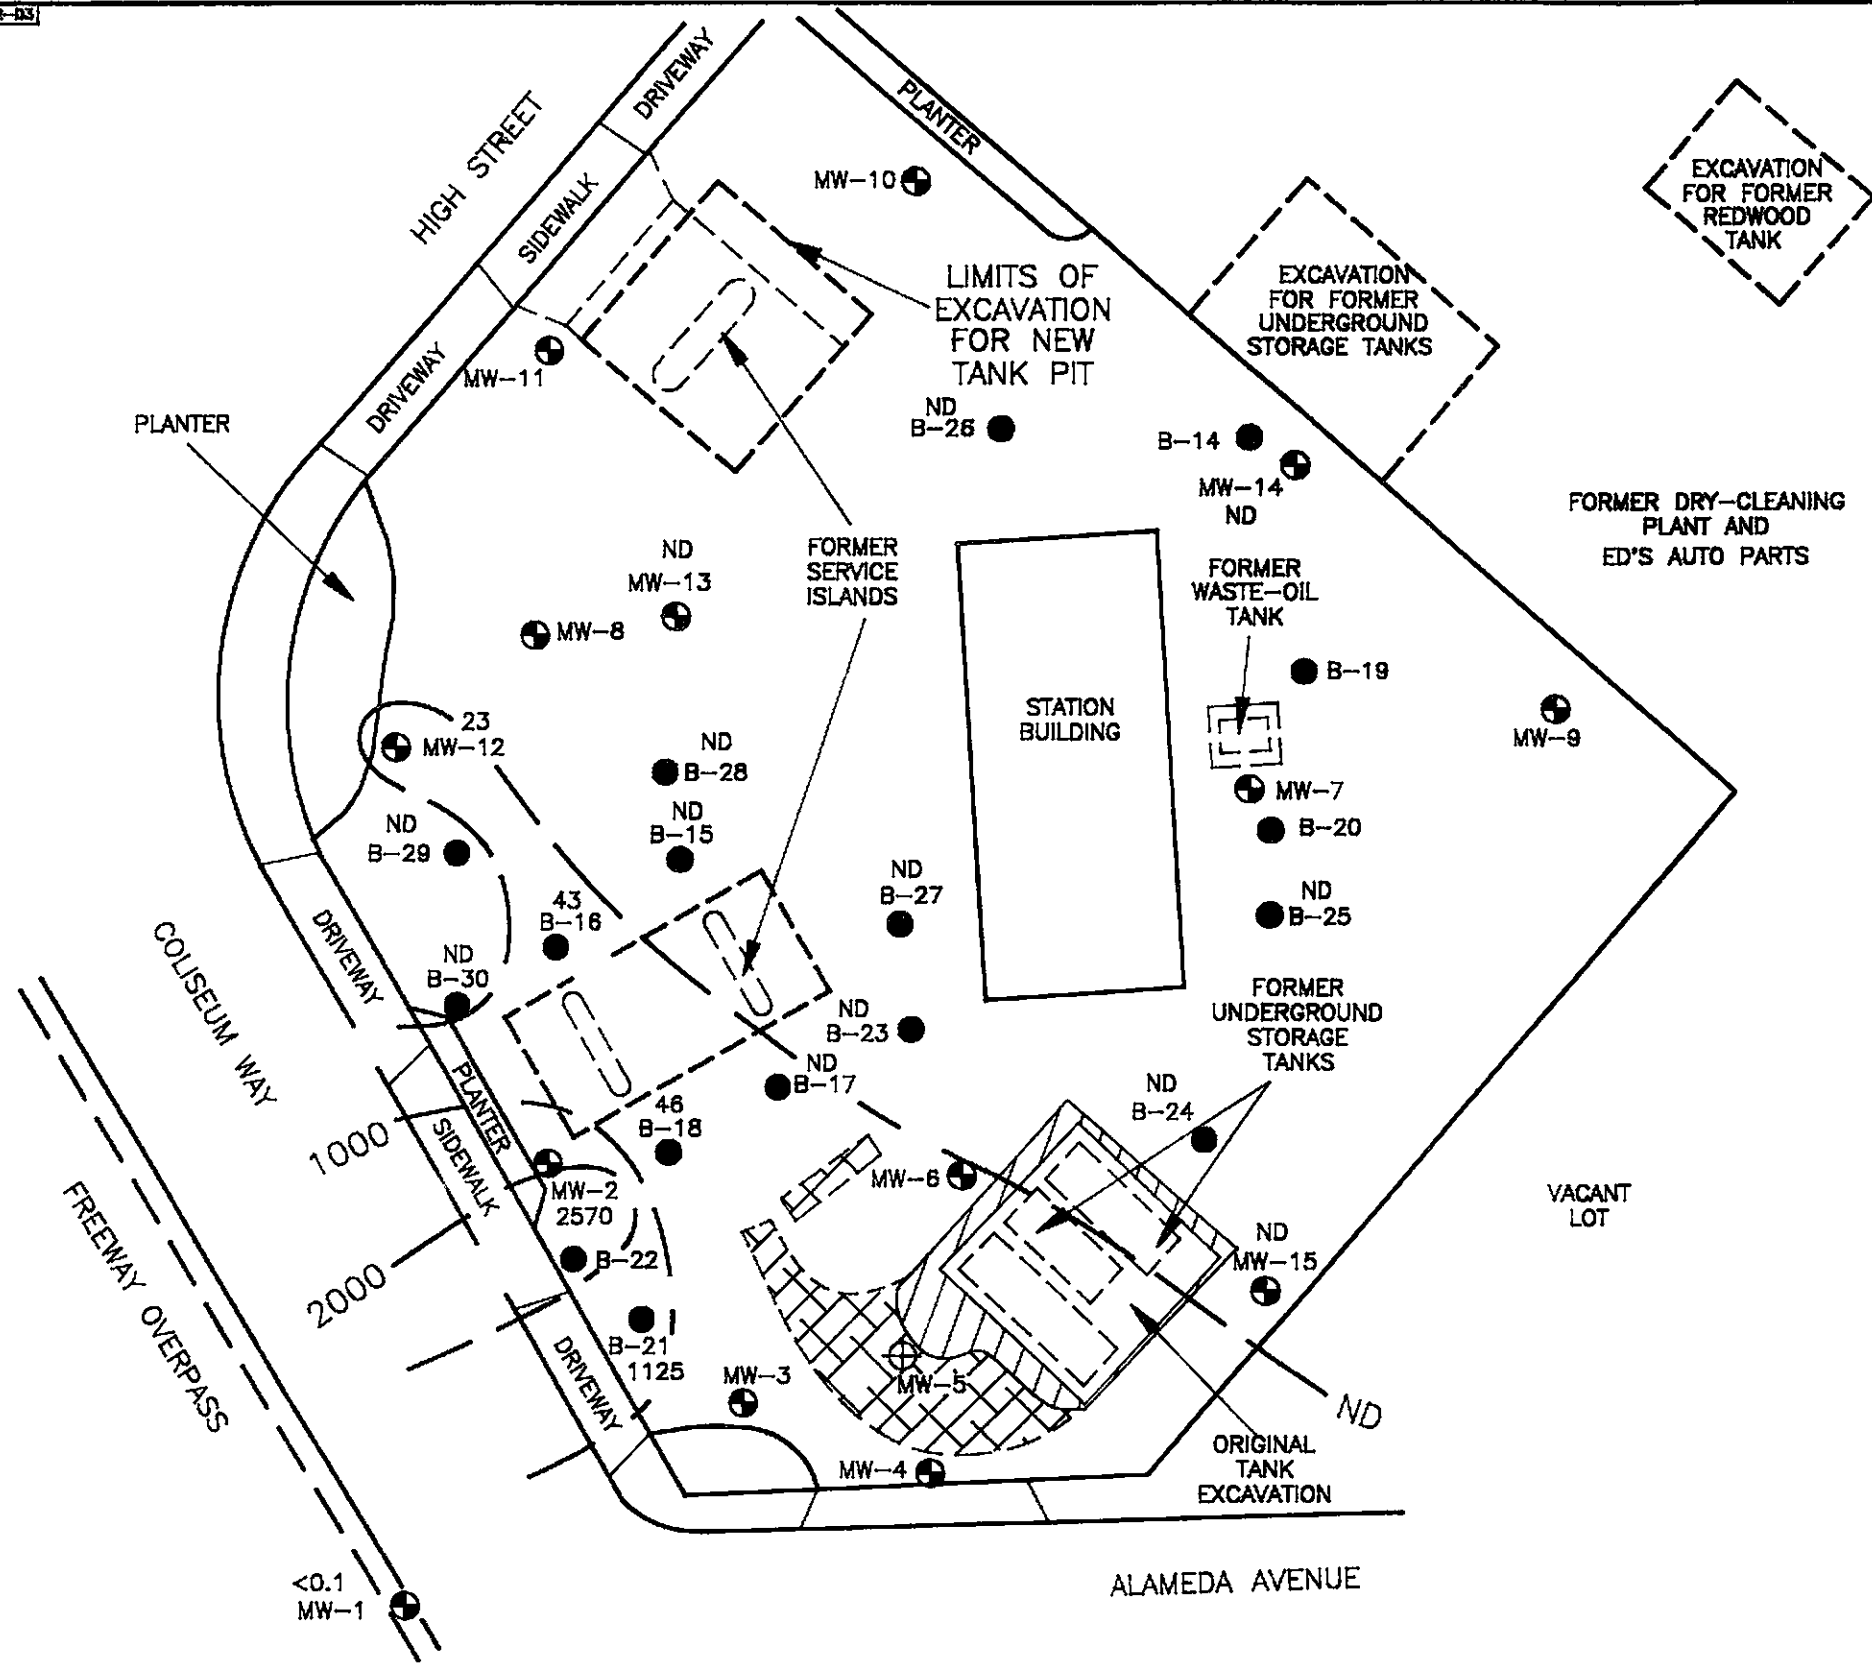 DRIVEWAY
PLANTER
HIGH STREET
SIDEWALK
MW-10
EXCAVATION
FOR FORMER
REDWOOD
TANK
LIMITS OF
EXCAVATION
FOR NEW
TANK PIT
EXCAVATION
FOR FORMER
UNDERGROUND
STORAGE TANKS
MW-11
DRIVEWAY
PLANTER
ND
B-26
B-14
MW-14
ND
FORMER DRY-CLEANING
PLANT AND
ED'S AUTO PARTS
ND
MW-13
MW-8
FORMER
SERVICE
ISLANDS
FORMER
WASTE-OIL
TANK
B-19
STATION
BUILDING
MW-9
23
MW-12
ND
B-28
MW-7
ND
B-15
B-20
ND
B-29
ND
B-27
ND
B-25
43
B-16
DRIVEWAY
COLISEUM WAY
ND
B-30
ND
B-23
FORMER
UNDERGROUND
STORAGE
TANKS
ND
B-17
ND
B-24
PLANTER
46
B-18
1000
SIDEWALK
MW-2
2570
MW-6
VACANT
LOT
FREEWAY OVERPASS
B-22
ND
MW-15
2000
B-21
1125
DRIVEWAY
MW-3
MW-5
ND
MW-4
ORIGINAL
TANK
EXCAVATION
<0.1
MW-1
ALAMEDA AVENUE